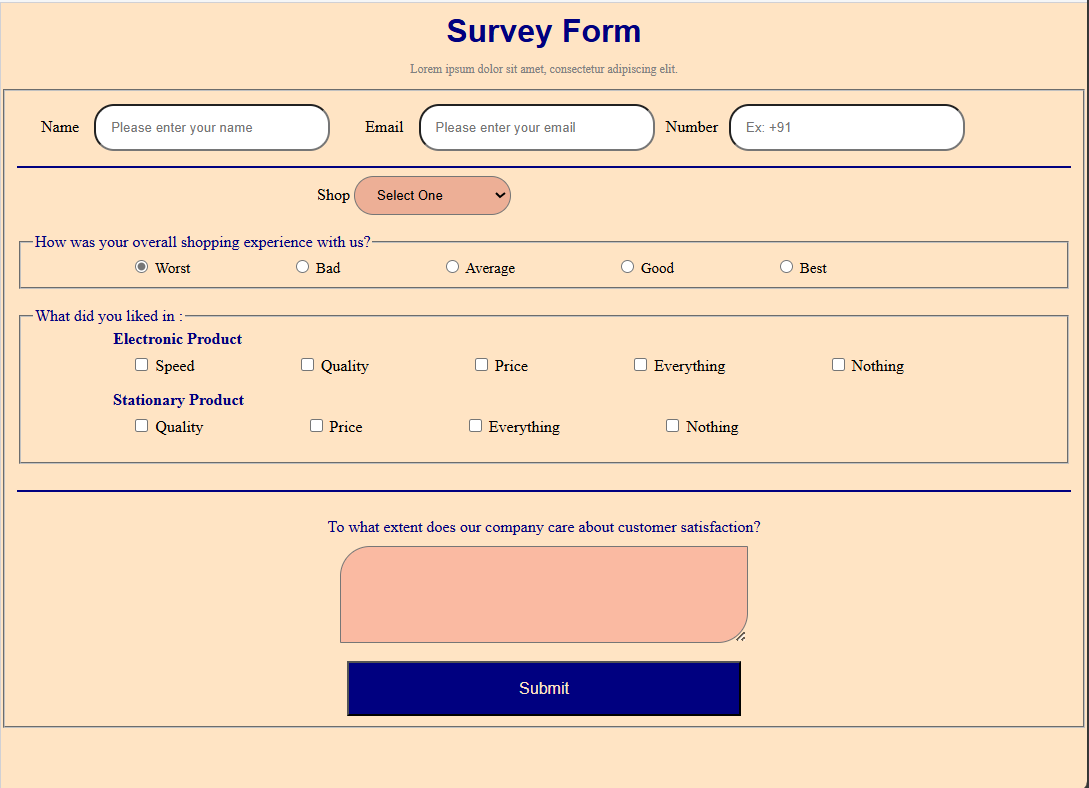 Survey Form
Lorem ipsum dolor sit amet, consectetur adipiscing elit.
Name Please enter your name Email Please enter your email Number Ex: +91
Shop Select One
How was your overall shopping experience with us?
Worst Bad Average Good Best
What did you liked in :
Electronic Product
Speed Quality Price Everything Nothing
Stationary Product
Quality Price Everything Nothing
To what extent does our company care about customer satisfaction?
Submit